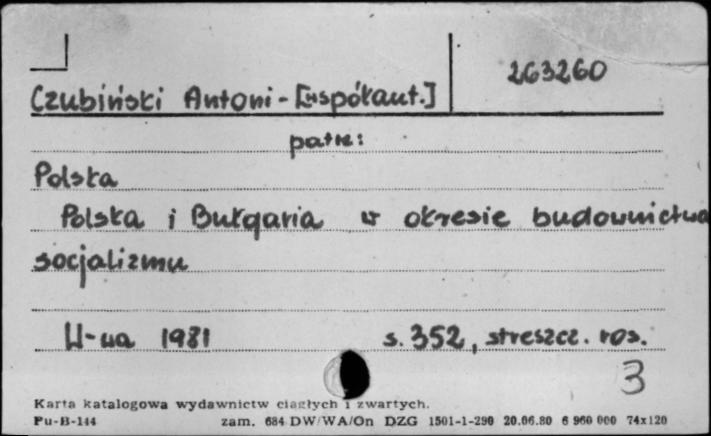 263260
Czubiński Antoni - [współaut.]
patrz:
Polska
Polska i Bułgaria w okresie budownictwa
socjalizmu
W-wa 1981 s. 352, streszcz. ros.
3
Karta katalogowa wydawnictw ciągłych i zwartych.
Pu-B-144 zam. 684 DW/WA/On DZG 1501-1-290 20.06.80 6 960 000 74x120